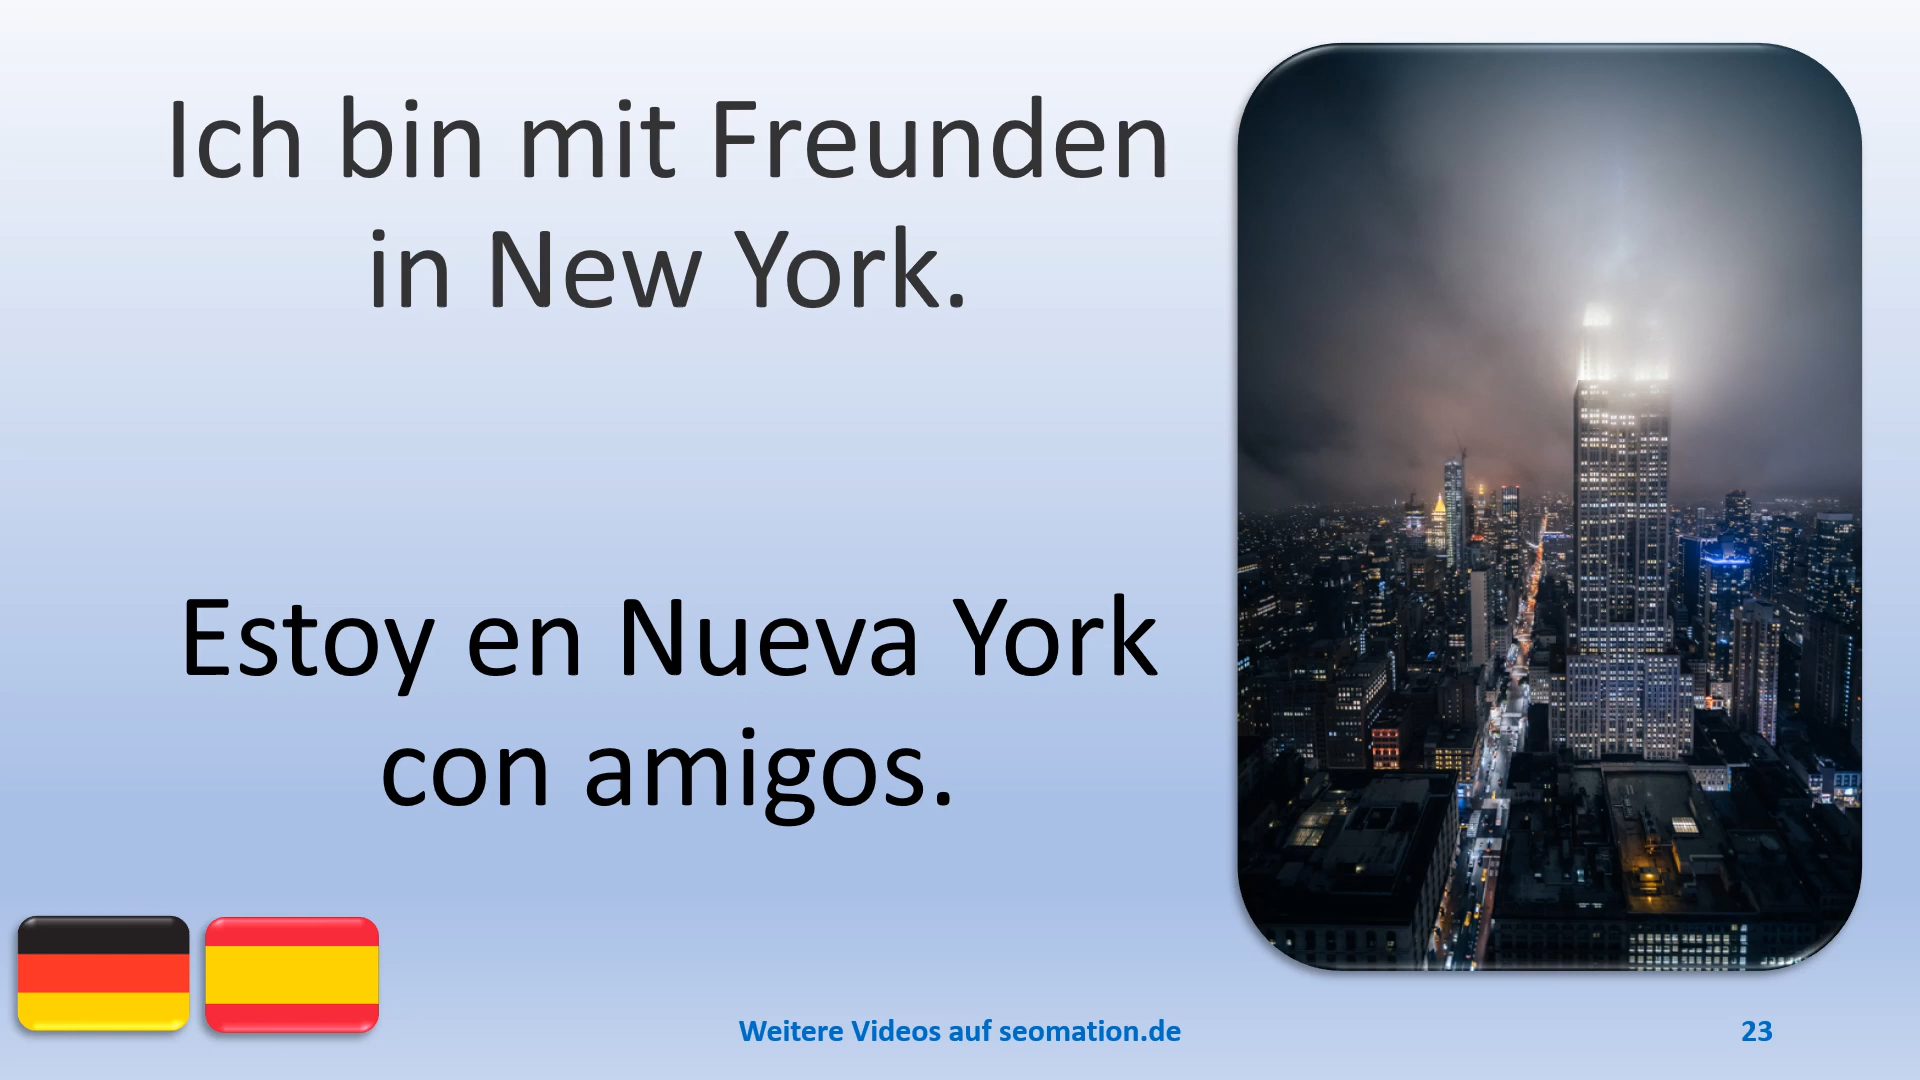 Ich bin mit Freunden
in New York.
Estoy en Nueva York
con amigos.
Weitere Videos auf seomation.de
23